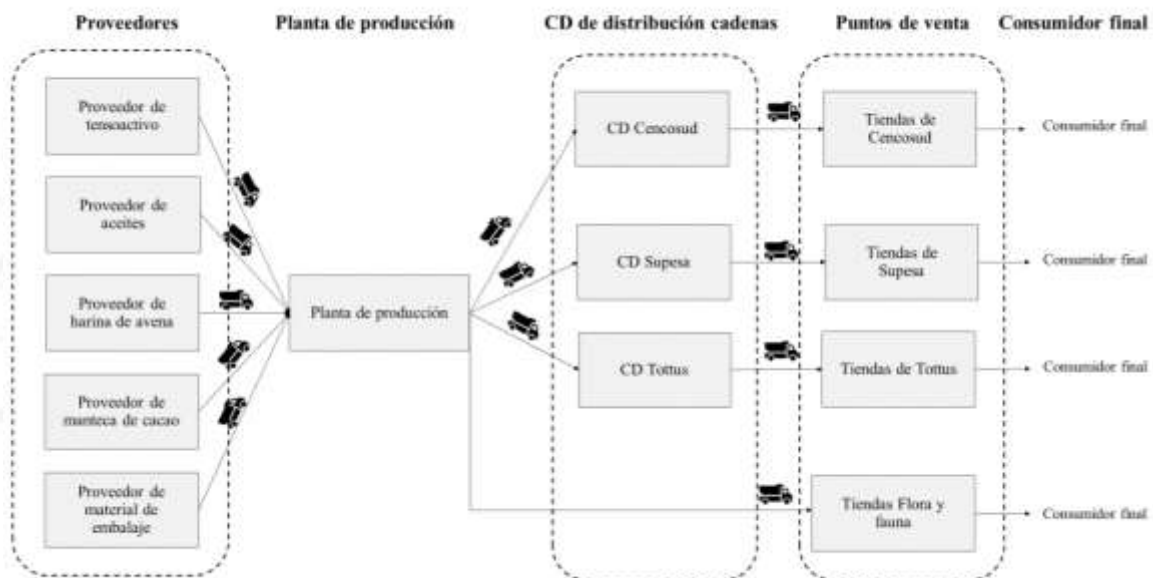 Proveedores
Planta de producción
CD de distribución cadenas
Puntos de venta
Consumidor final
Proveedor de
tensoactivo
Proveedor de
aceites
Proveedor de
harina de avena
Proveedor de
manteca de cacao
Proveedor de
material de
embalaje
Planta de producción
CD Cencosud
CD Supesa
CD Tottus
Tiendas de
Cencosud
Tiendas de
Supesa
Tiendas de Tottus
Tiendas Flora y
fauna
Consumidor final
Consumidor final
Consumidor final
Consumidor final